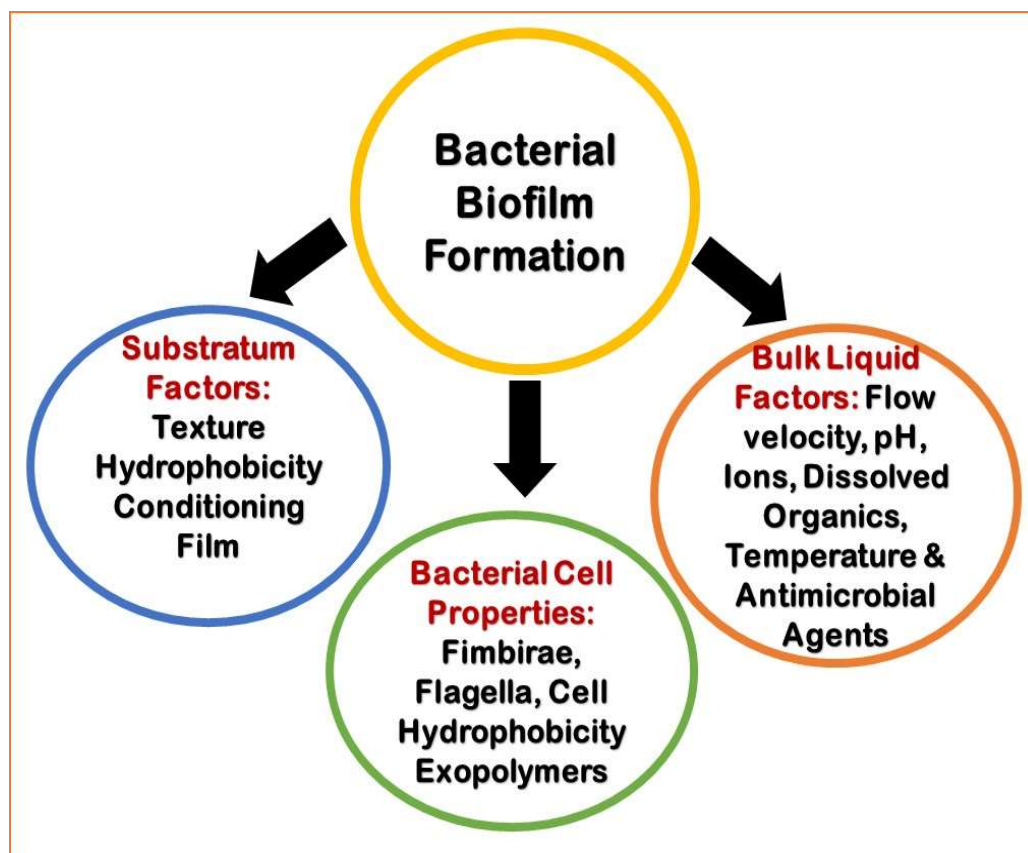 Bacterial
Biofilm
Formation
Substratum
Factors:
Texture
Hydrophobicity
Conditioning
Film
Bacterial Cell
Properties:
Fimbirae,
Flagella, Cell
Hydrophobicity
Exopolymers
Bulk Liquid
Factors: Flow
velocity, pH,
Ions, Dissolved
Organics,
Temperature &
Antimicrobial
Agents